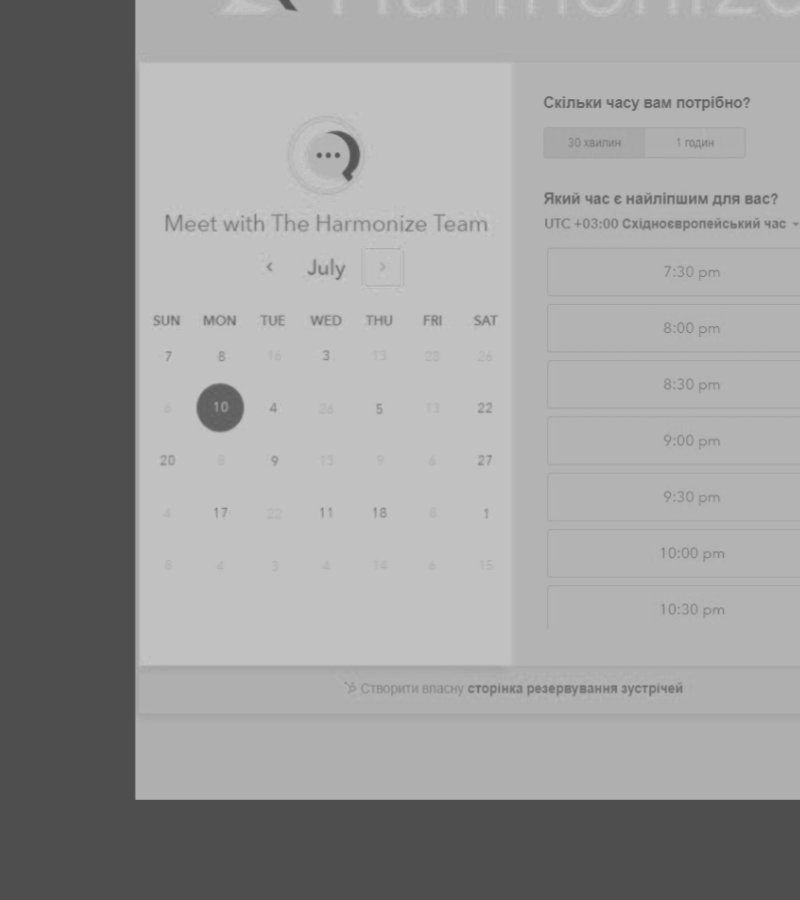 Harmonize
Meet with The Harmonize Team
July
SUN MON TUE WED THU FRI SAT
7 8 16 3 13 23 26
8 10 4 26 5 13 22
20 8 9 13 9 6 27
4 17 22 11 18 8 1
8 4 3 4 14 6 15
Скільки часу вам потрібно?
30 хвилин 1 годин
Який час є найліпшим для вас?
UTC +03:00 Східноєвропейський час
7:30 pm
8:00 pm
8:30 pm
9:00 pm
9:30 pm
10:00 pm
10:30 pm
Створити власну сторінка резервування зустрічей